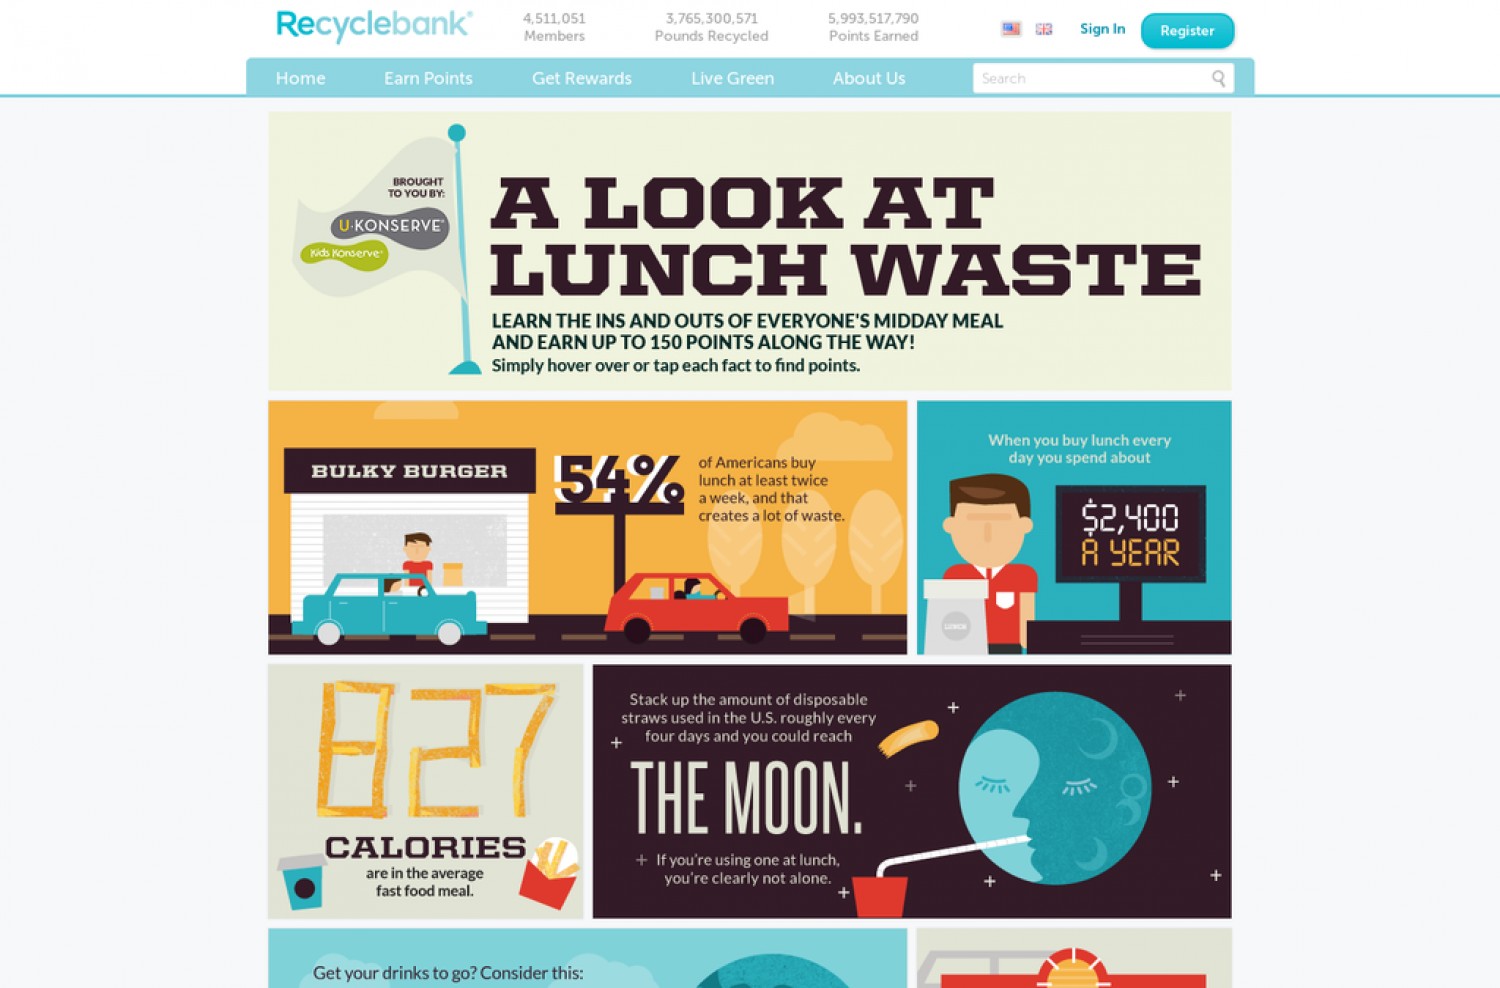 Recyclebank®
4,511,051
Members
3,765,300,571
Pounds Recycled
5,993,517,790
Points Earned
Sign In
Register
Home
Earn Points
Get Rewards
Live Green
About Us
Search
BROUGHT
TO YOU BY:
U·KONSERVE®
Kids Konserve®
A LOOK AT
LUNCH WASTE
LEARN THE INS AND OUTS OF EVERYONE'S MIDDAY MEAL
AND EARN UP TO 150 POINTS ALONG THE WAY!
Simply hover over or tap each fact to find points.
BULKY BURGER
54%
of Americans buy
lunch at least twice
a week, and that
creates a lot of waste.
When you buy lunch every
day you spend about
$2,400
A YEAR
LUNCH
827
CALORIES
are in the average
fast food meal.
Stack up the amount of disposable
straws used in the U.S. roughly every
four days and you could reach
THE MOON.
If you're using one at lunch,
you're clearly not alone.
Get your drinks to go? Consider this: